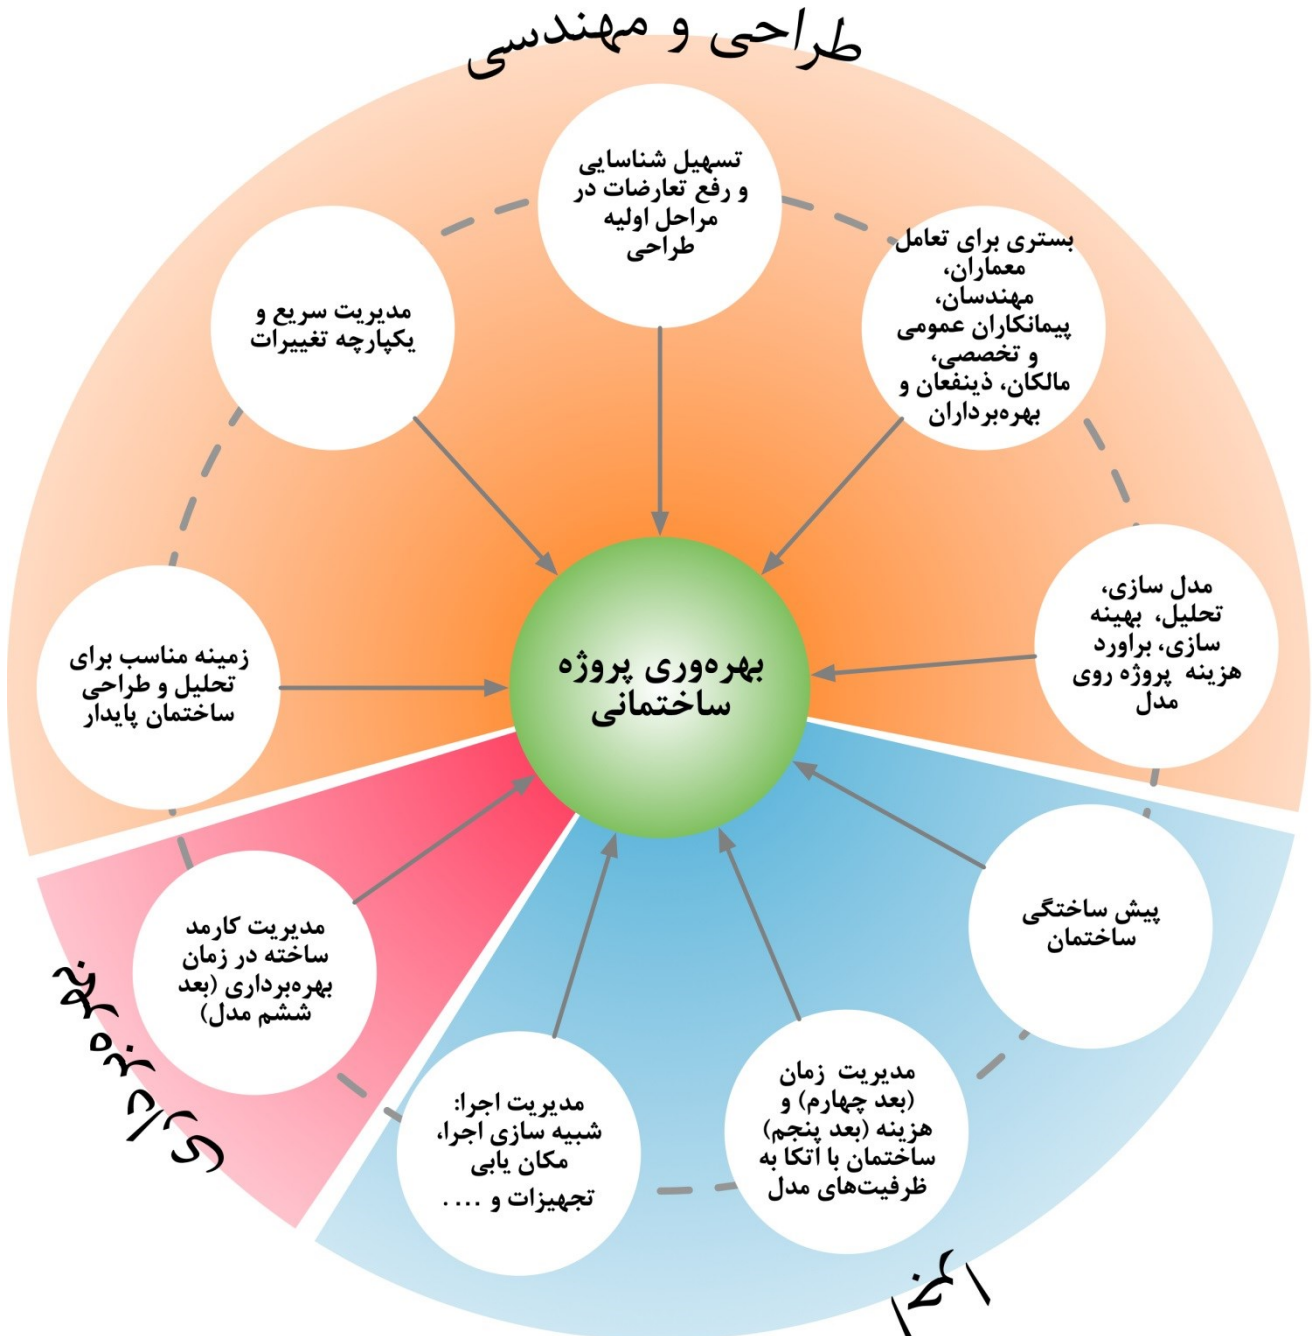 طراحی و مهندسی
تسهیل شناسایی
و رفع تعارضات در
مراحل اولیه
طراحی
بستری برای تعامل
معماران،
مهندسان،
پیمانکاران عمومی
و تخصصی،
مالکان، ذینفعان و
بهره‌برداران
مدیریت سریع و
یکپارچه تغییرات
مدل سازی،
تحلیل، بهینه
سازی، براورد
هزینه پروژه روی
مدل
زمینه مناسب برای
تحلیل و طراحی
ساختمان پایدار
بهره‌وری پروژه
ساختمانی
پیش ساختگی
ساختمان
مدیریت زمان
(بعد چهارم) و
هزینه (بعد پنجم)
ساختمان با اتکا به
ظرفیت‌های مدل
مدیریت اجرا:
شبیه سازی اجرا،
مکان یابی
تجهیزات و ....
اجرا
مدیریت کارمد
ساخته در زمان
بهره‌برداری (بعد
ششم مدل)
بهره‌برداری